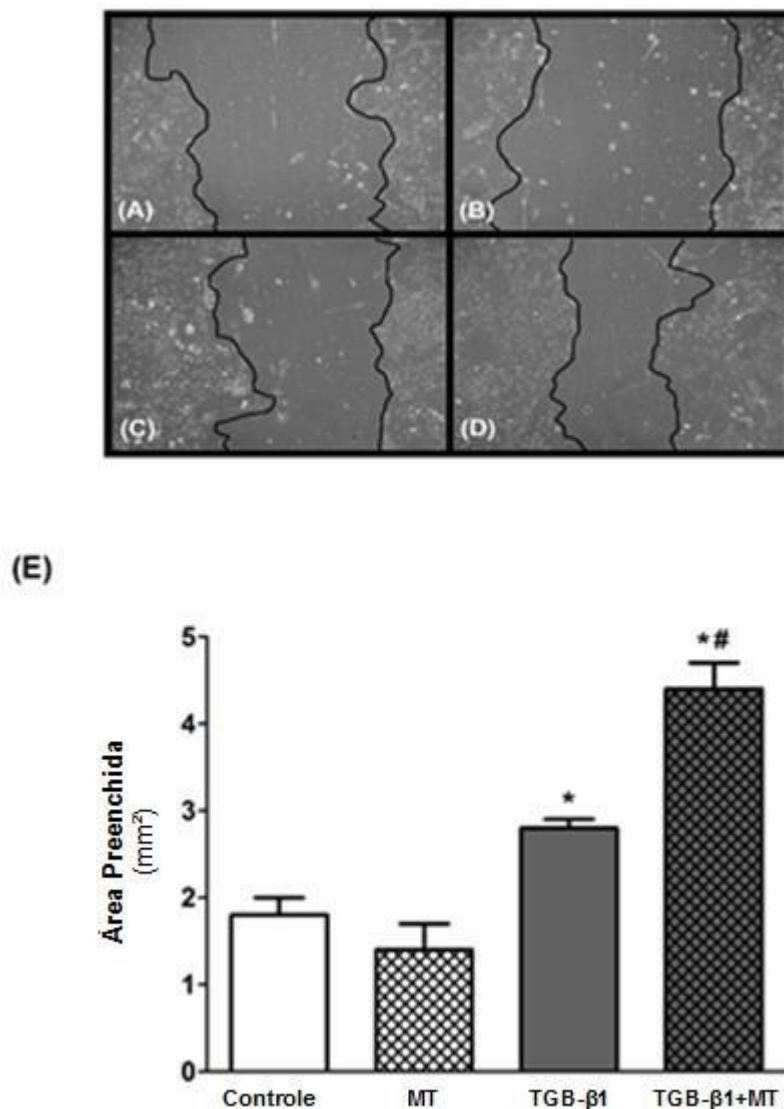 (A)
(B)
(C)
(D)
(E)
*#
*
5
4
3
2
1
0
Área Preenchida
(mm²)
Controle MT TGB-β1 TGB-β1+MT